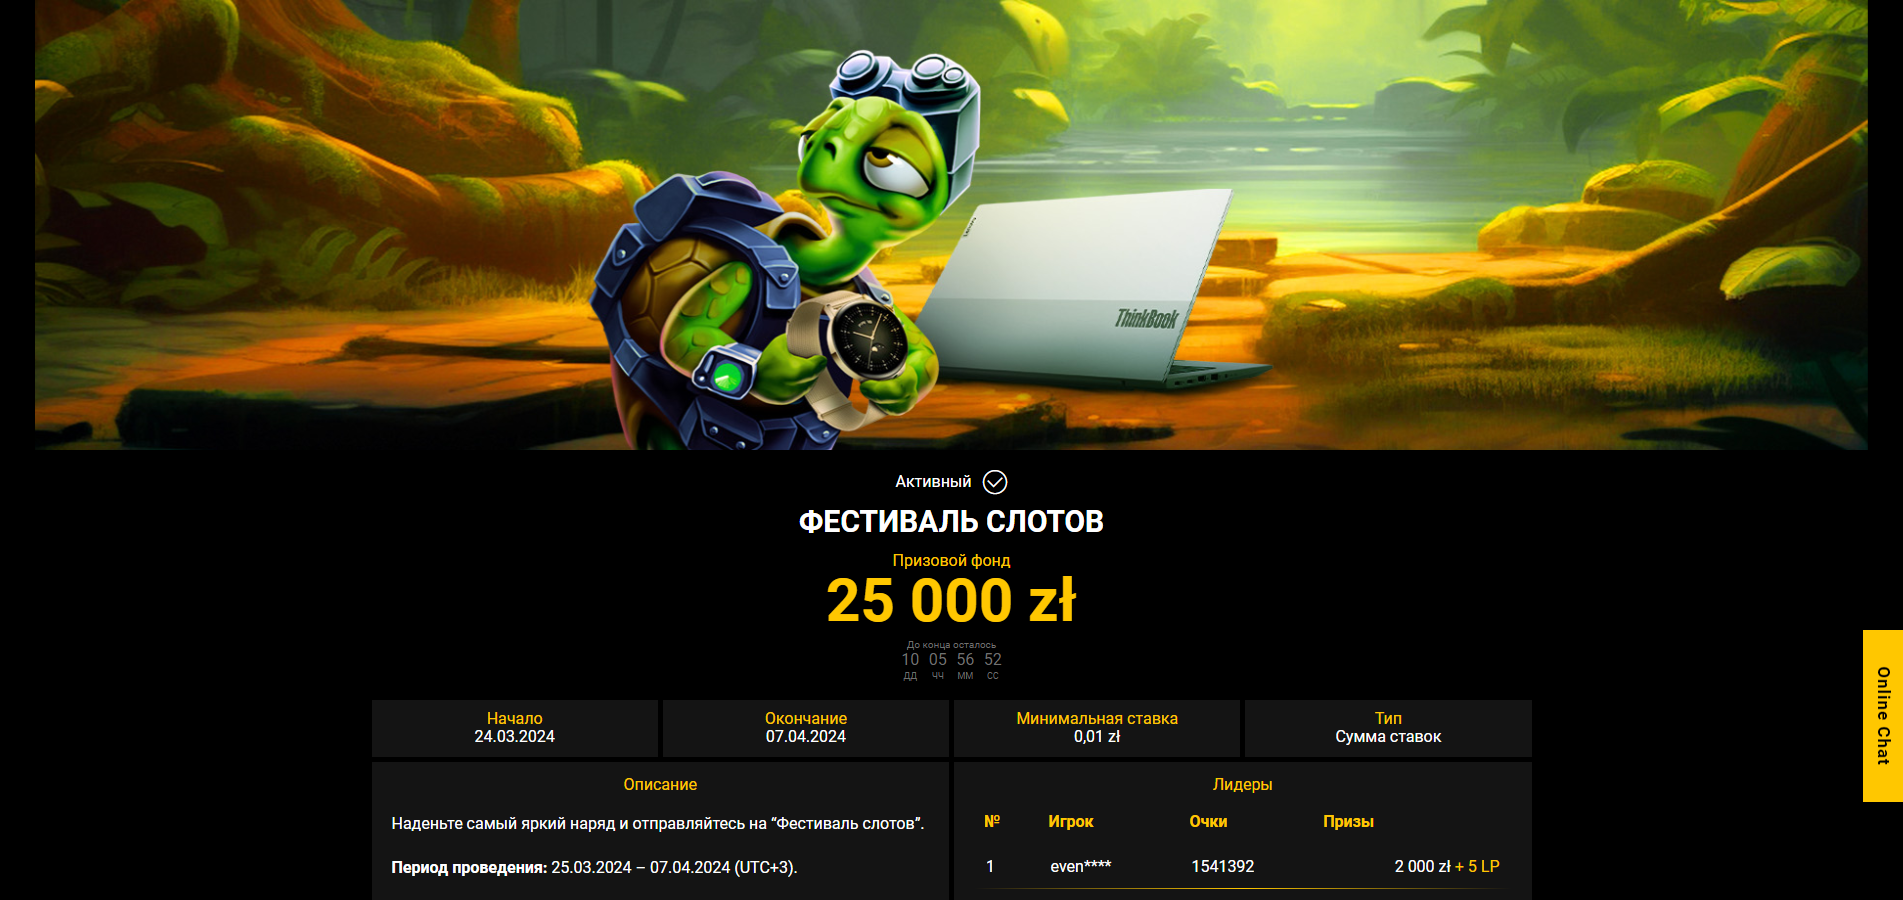 ThinkBook
Активный
ФЕСТИВАЛЬ СЛОТОВ
Призовой фонд
25 000 zł
До конца осталось
10 05 56 52
ДД ЧЧ ММ СС
Начало
24.03.2024
Окончание
07.04.2024
Минимальная ставка
0,01 zł
Тип
Сумма ставок
Описание
Наденьте самый яркий наряд и отправляйтесь на “Фестиваль слотов”.
Период проведения: 25.03.2024 – 07.04.2024 (UTC+3).
Лидеры
№ Игрок Очки Призы
1 even**** 1541392 2 000 zł + 5 LP
Online Chat